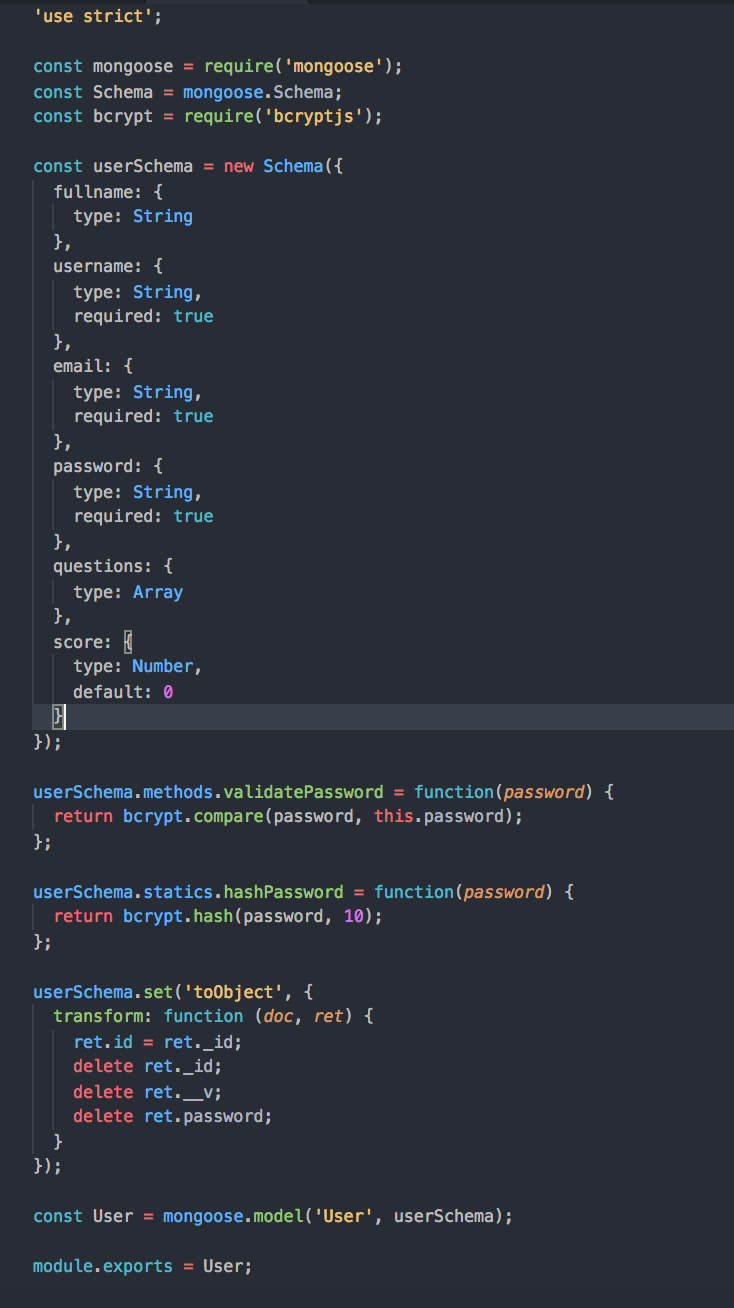 'use strict';

const mongoose = require('mongoose');
const Schema = mongoose.Schema;
const bcrypt = require('bcryptjs');

const userSchema = new Schema({
  fullname: {
    type: String
  },
  username: {
    type: String,
    required: true
  },
  email: {
    type: String,
    required: true
  },
  password: {
    type: String,
    required: true
  },
  questions: {
    type: Array
  },
  score: {
    type: Number,
    default: 0
  }
});

userSchema.methods.validatePassword = function(password) {
  return bcrypt.compare(password, this.password);
};

userSchema.statics.hashPassword = function(password) {
  return bcrypt.hash(password, 10);
};

userSchema.set('toObject', {
  transform: function (doc, ret) {
    ret.id = ret._id;
    delete ret._id;
    delete ret.__v;
    delete ret.password;
  }
});

const User = mongoose.model('User', userSchema);

module.exports = User;